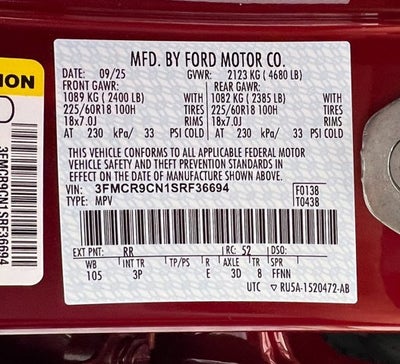 MFD. BY FORD MOTOR CO.
DATE: 09/25 GVWR: 2123 KG ( 4680 LB)
FRONT GAWR: REAR GAWR:
1089 KG ( 2400 LB) WITH 1082 KG ( 2385 LB) WITH
225/60R18 100H TIRES 225/60R18 100H TIRES
18x7.0J RIMS 18x7.0J RIMS
AT 230 kPa/ 33 PSI COLD AT 230 kPa/ 33 PSI COLD
THIS VEHICLE CONFORMS TO ALL APPLICABLE FEDERAL MOTOR
VEHICLE SAFETY AND THEFT PREVENTION STANDARDS IN
EFFECT ON THE DATE OF MANUFACTURE SHOWN ABOVE.
VIN: 3FMCR9CN1SRF36694 F0138
TYPE: MPV T0438
EXT PNT: RR RC: 52 DSO:
WB INT TR TP/PS R AXLE TR SPR
105 3P E 3D 8 FFNN
UTC ▽ RU5A-1520472-AB
ION
3FMCR9CN1SRF36694